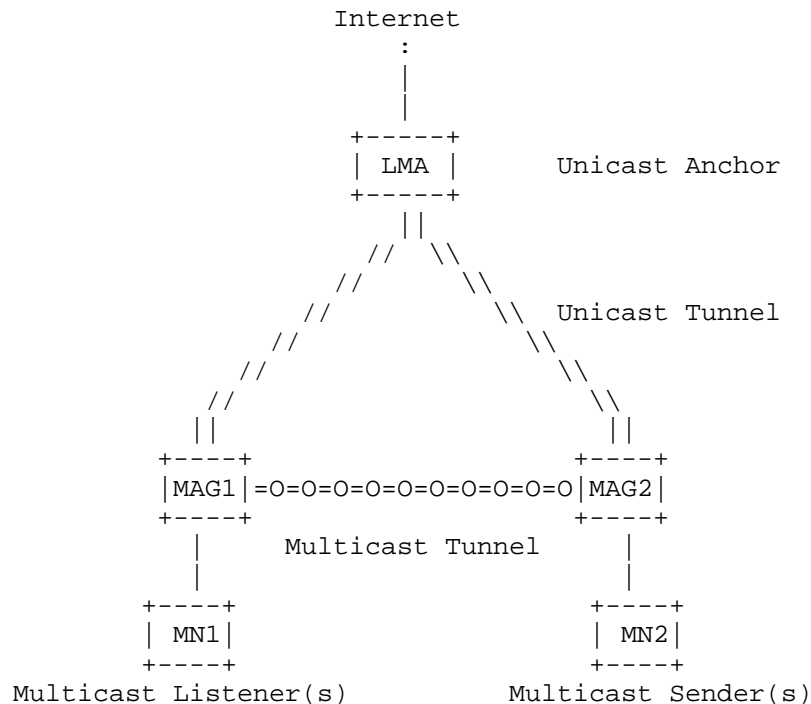 Internet
:
|
|
+-----+
| LMA | Unicast Anchor
+-----+
||
// \\
// \\
// \\ Unicast Tunnel
// \\
// \\
// \\
|| ||
+----+ +----+
|MAG1|=O=O=O=O=O=O=O=O=O=O|MAG2|
+----+ +----+
| Multicast Tunnel |
| |
+----+ +----+
| MN1| | MN2|
+----+ +----+
Multicast Listener(s) Multicast Sender(s)